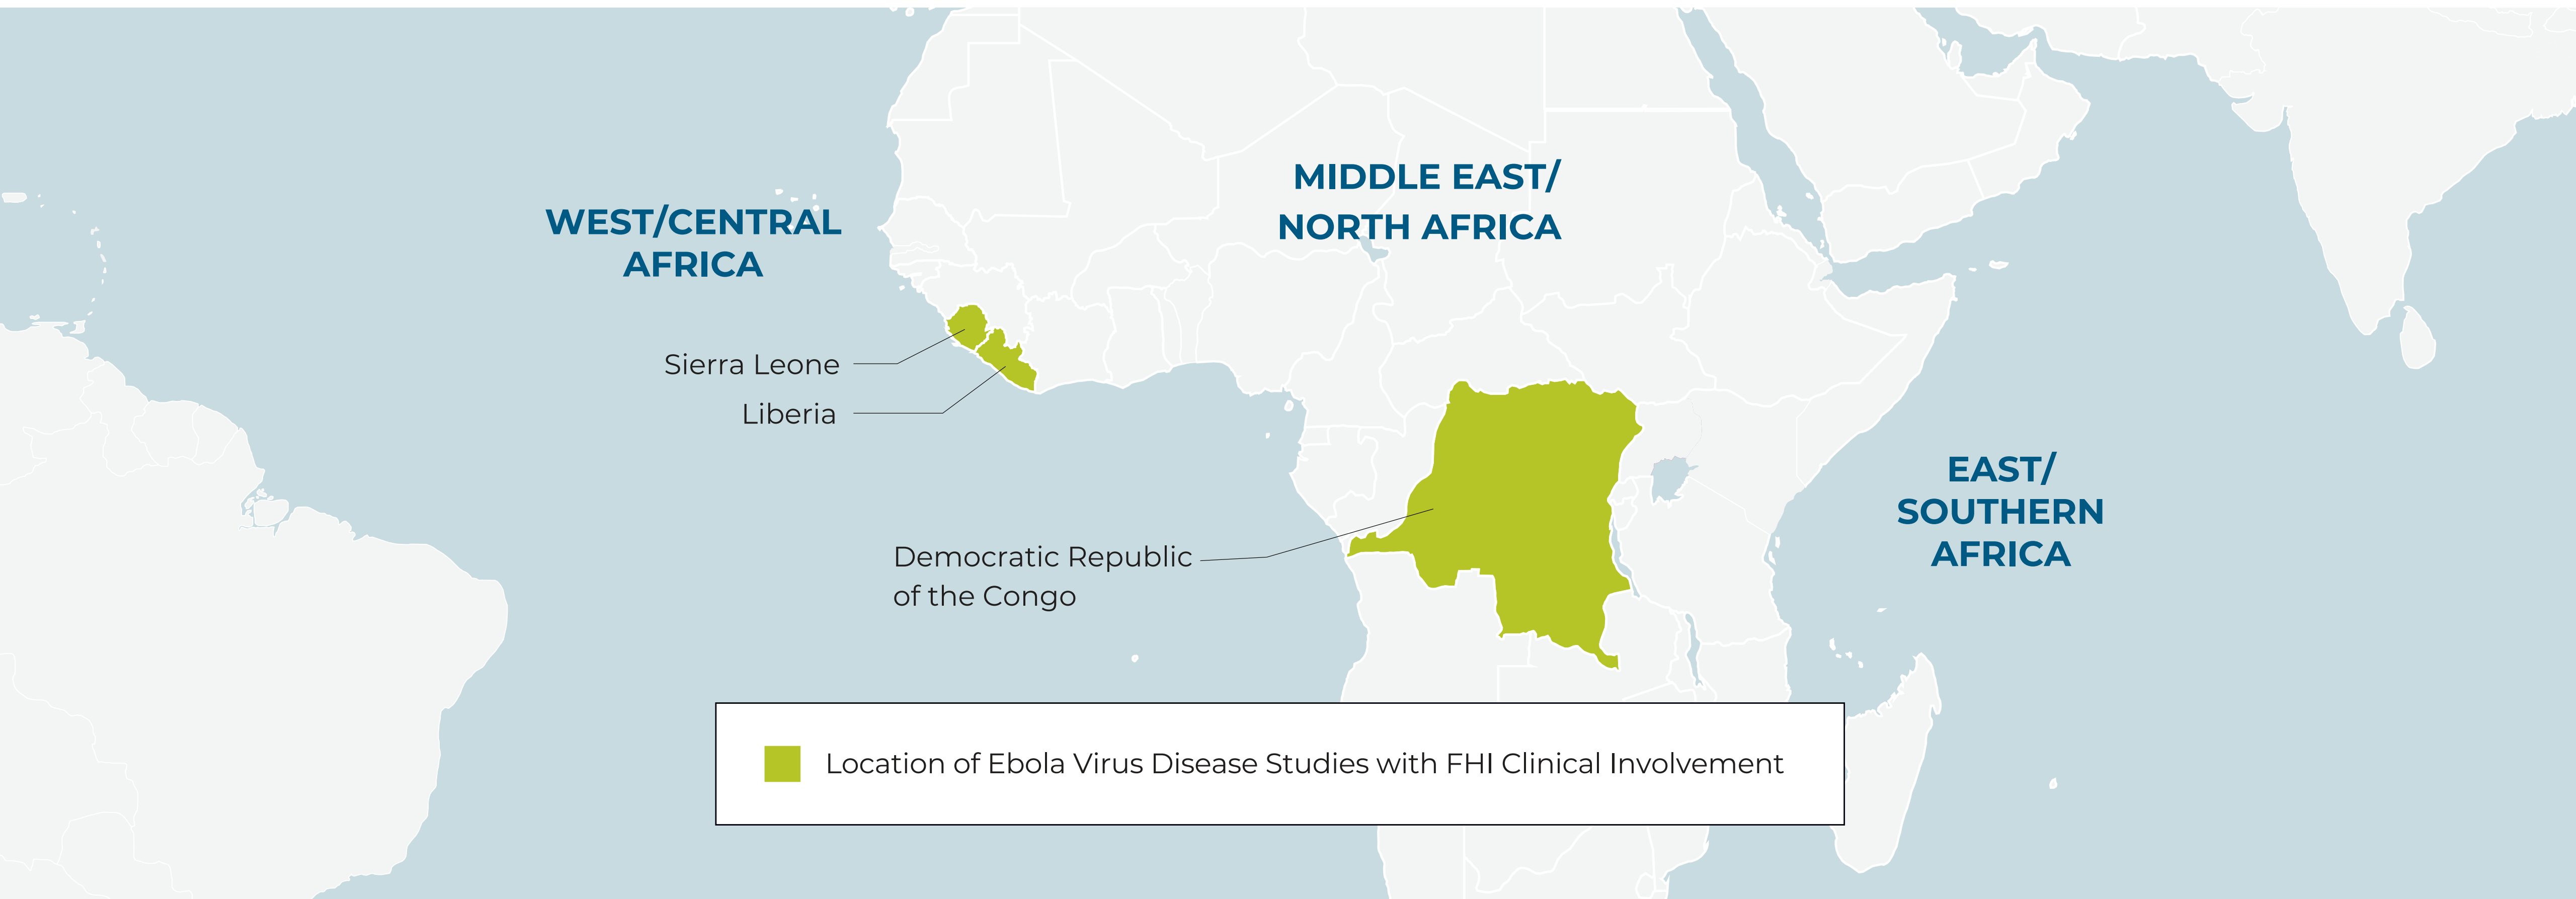 MIDDLE EAST/
NORTH AFRICA
WEST/CENTRAL
AFRICA
Sierra Leone
Liberia
EAST/
SOUTHERN
AFRICA
Democratic Republic
of the Congo
Location of Ebola Virus Disease Studies with FHI Clinical Involvement